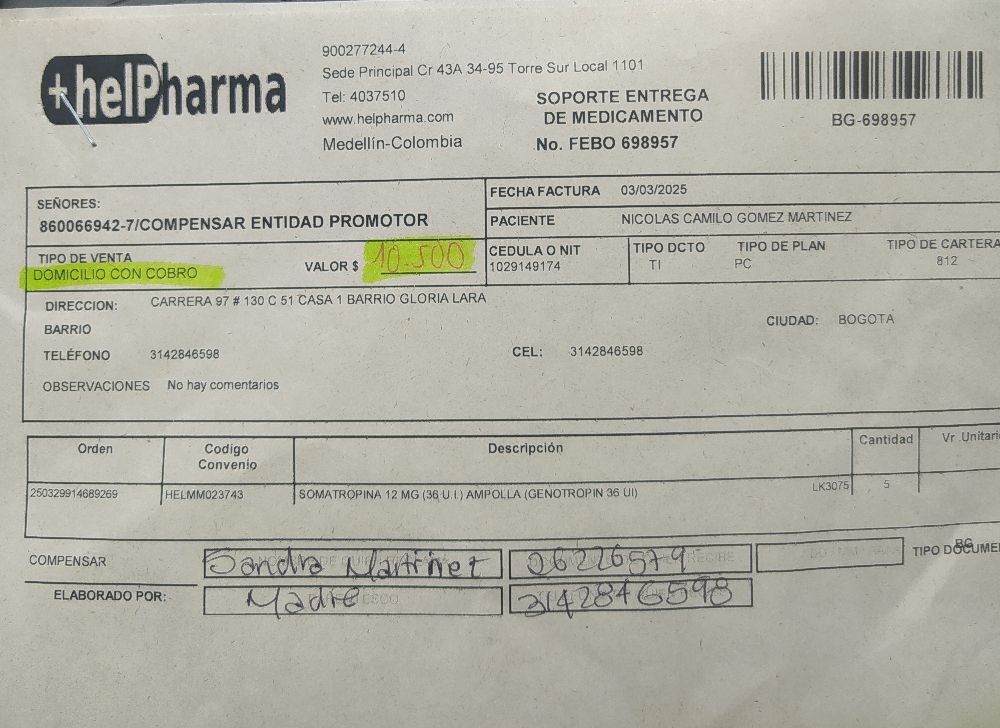 +helPharma
900277244-4
Sede Principal Cr 43A 34-95 Torre Sur Local 1101
Tel: 4037510
www.helpharma.com
Medellín-Colombia
SOPORTE ENTREGA
DE MEDICAMENTO
No. FEBO 698957
BG-698957
SEÑORES:
860066942-7/COMPENSAR ENTIDAD PROMOTOR
FECHA FACTURA 03/03/2025
PACIENTE NICOLAS CAMILO GOMEZ MARTINEZ
TIPO DE VENTA
DOMICILIO CON COBRO
VALOR $ 10.500
CEDULA O NIT
1029149174
TIPO DCTO
TI
TIPO DE PLAN
PC
TIPO DE CARTERA
812
DIRECCION: CARRERA 97 # 130 C 51 CASA 1 BARRIO GLORIA LARA
BARRIO
CIUDAD: BOGOTA
TELÉFONO 3142846598
CEL: 3142846598
OBSERVACIONES No hay comentarios
Orden Codigo Convenio Descripción Cantidad Vr. Unitari
250329914689269 HELMM023743 SOMATROPINA 12 MG (36 U.I.) AMPOLLA (GENOTROPIN 36 UI) LK3075 5
COMPENSAR Sandra Martinez RECIBE
TIPO DOCUMEN
BG
ELABORADO POR: Madre 3142846598